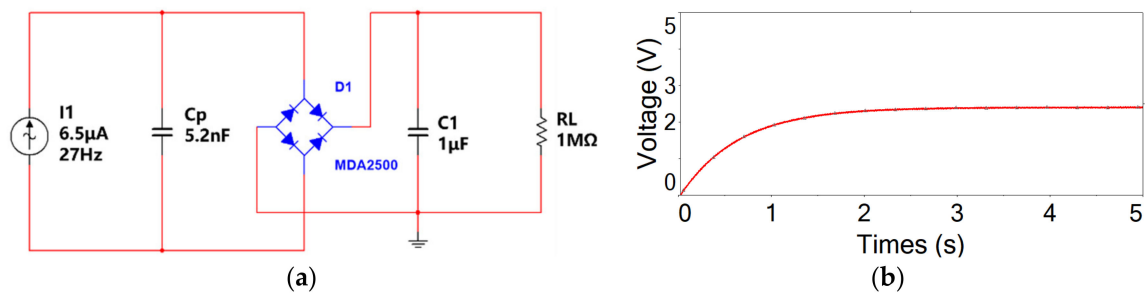 I1
6.5μA
27Hz
Cp
5.2nF
D1
MDA2500
C1
1μF
RL
1MΩ
(a)
Voltage (V)
5
3
2
0
0 1 2 3 4 5
Times (s)
(b)